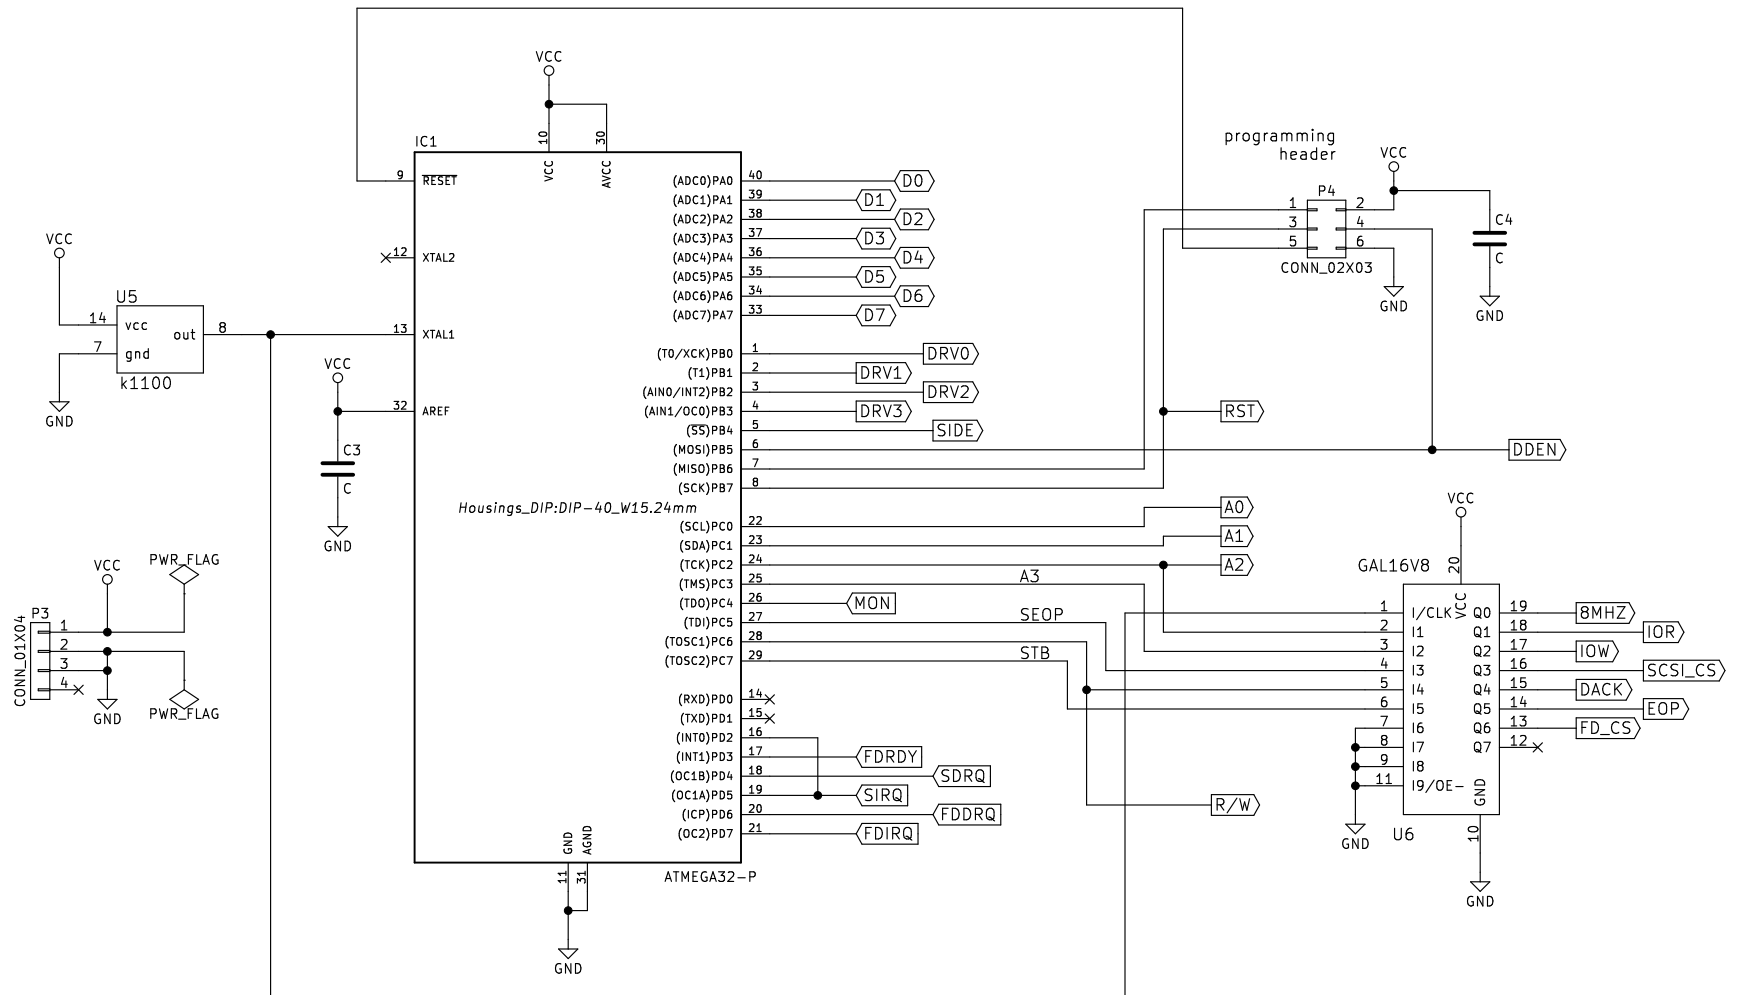 VCC
IC1
10
VCC
30
AVCC
9
RESET
12
XTAL2
13
XTAL1
32
AREF
Housings_DIP:DIP-40_W15.24mm
(ADC0)PA0 40 D0
(ADC1)PA1 39 D1
(ADC2)PA2 38 D2
(ADC3)PA3 37 D3
(ADC4)PA4 36 D4
(ADC5)PA5 35 D5
(ADC6)PA6 34 D6
(ADC7)PA7 33 D7
(T0/XCK)PB0 1 DRV0
(T1)PB1 2 DRV1
(AIN0/INT2)PB2 3 DRV2
(AIN1/OC0)PB3 4 DRV3
(SS)PB4 5 SIDE
(MOSI)PB5 6 DDEN
(MISO)PB6 7
(SCK)PB7 8
RST
(SCL)PC0 22 A0
(SDA)PC1 23 A1
(TCK)PC2 24 A2
(TMS)PC3 25 A3
(TDO)PC4 26 MON
(TDI)PC5 27 SEOP
(TOSC1)PC6 28
(TOSC2)PC7 29 STB
(RXD)PD0 14
(TXD)PD1 15
(INT0)PD2 16
(INT1)PD3 17 FDRDY
(OC1B)PD4 18 SDRQ
(OC1A)PD5 19 SIRQ
(ICP)PD6 20 FDDRQ
(OC2)PD7 21 FDIRQ
R/W
GND
11
AGND
31
ATMEGA32-P
GND
VCC
U5
14 vcc
out 8
7 gnd
k1100
GND
VCC
C3
C
GND
VCC
PWR_FLAG
P3
CONN_01X04
1
2
3
4
GND
PWR_FLAG
programming
header
VCC
P4
1 2
3 4
5 6
CONN_02X03
C4
C
GND
GND
VCC
GAL16V8
20
VCC
1 I/CLK Q0 19 8MHZ
2 I1 Q1 18 IOR
3 I2 Q2 17 IOW
4 I3 Q3 16 SCSI_CS
5 I4 Q4 15 DACK
6 I5 Q5 14 EOP
7 I6 Q6 13 FD_CS
8 I7 Q7 12
9 I8
11 I9/OE-
GND
10
U6
GND
GND